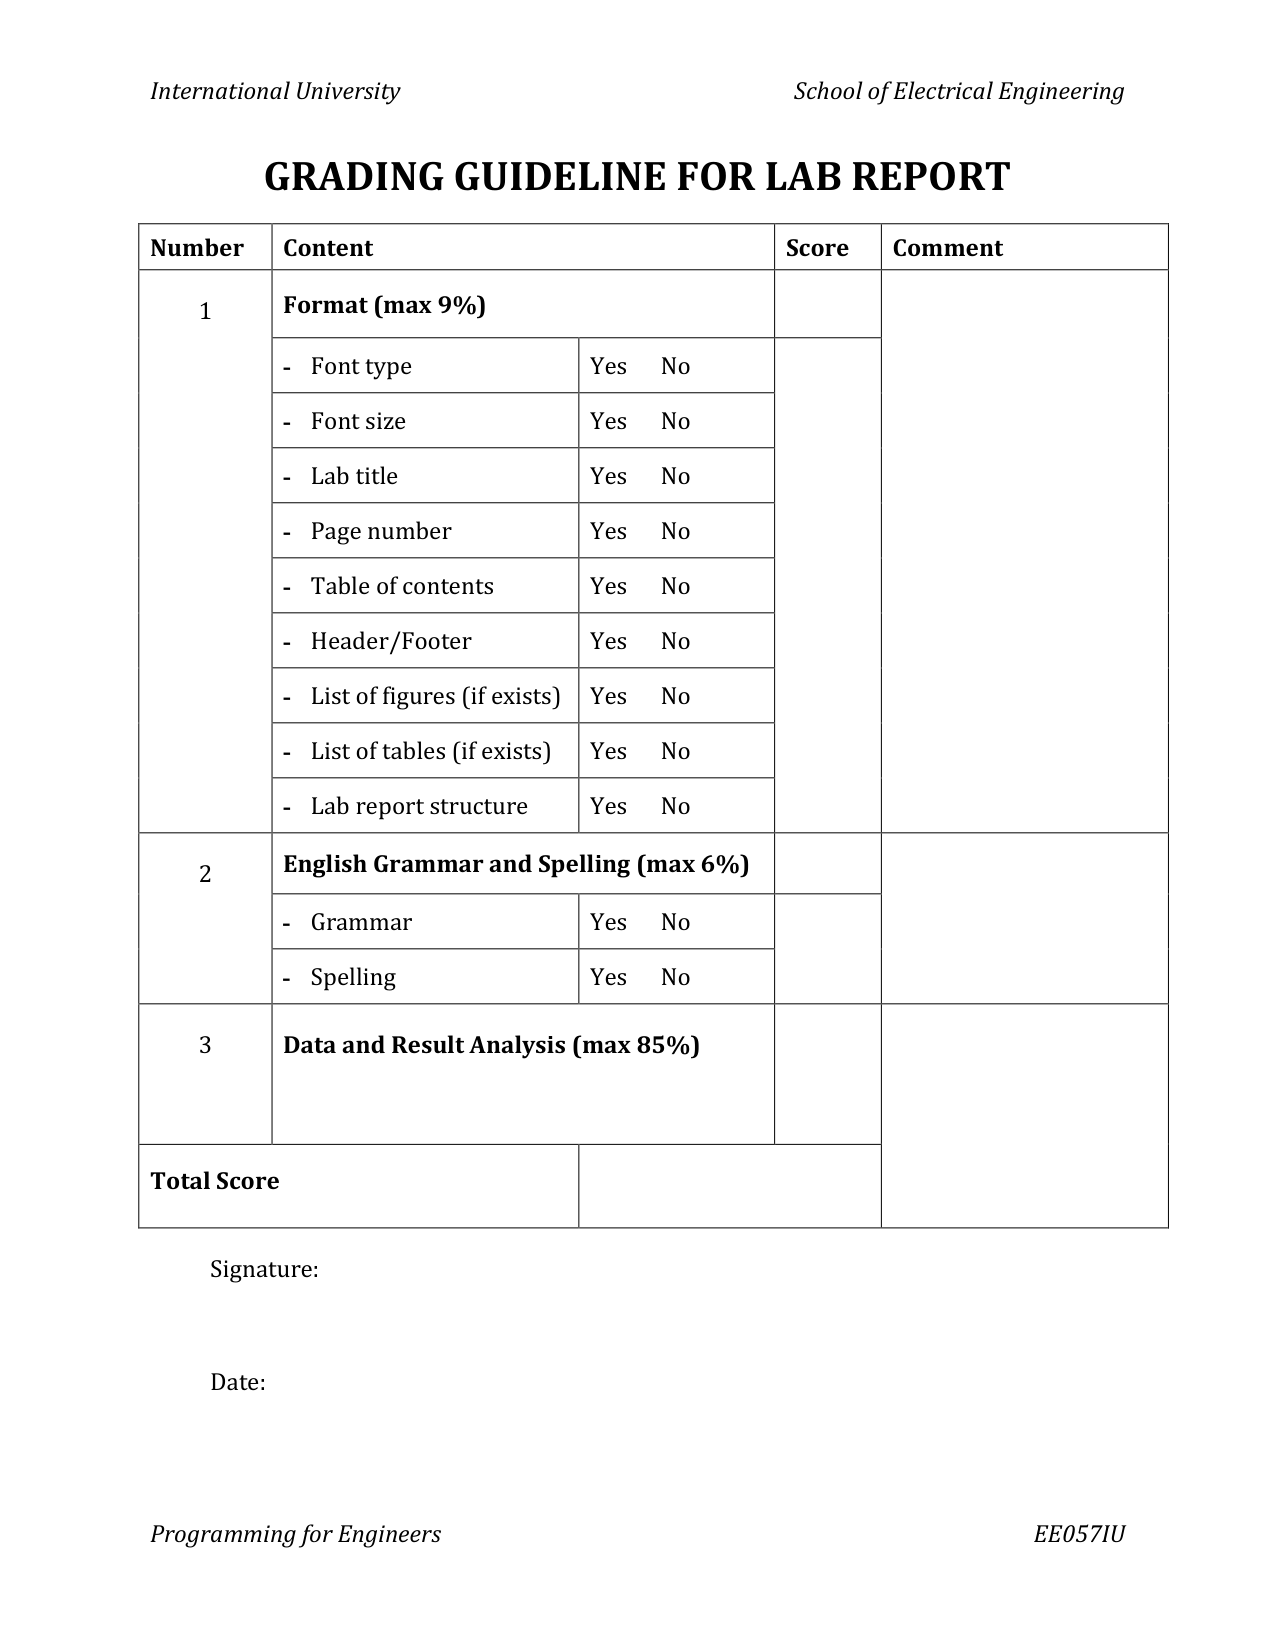 International University School of Electrical Engineering
GRADING GUIDELINE FOR LAB REPORT
Number Content Score Comment
1 Format (max 9%)
- Font type Yes No
- Font size Yes No
- Lab title Yes No
- Page number Yes No
- Table of contents Yes No
- Header/Footer Yes No
- List of figures (if exists) Yes No
- List of tables (if exists) Yes No
- Lab report structure Yes No
2 English Grammar and Spelling (max 6%)
- Grammar Yes No
- Spelling Yes No
3 Data and Result Analysis (max 85%)
Total Score
Signature:
Date:
Programming for Engineers EE057IU